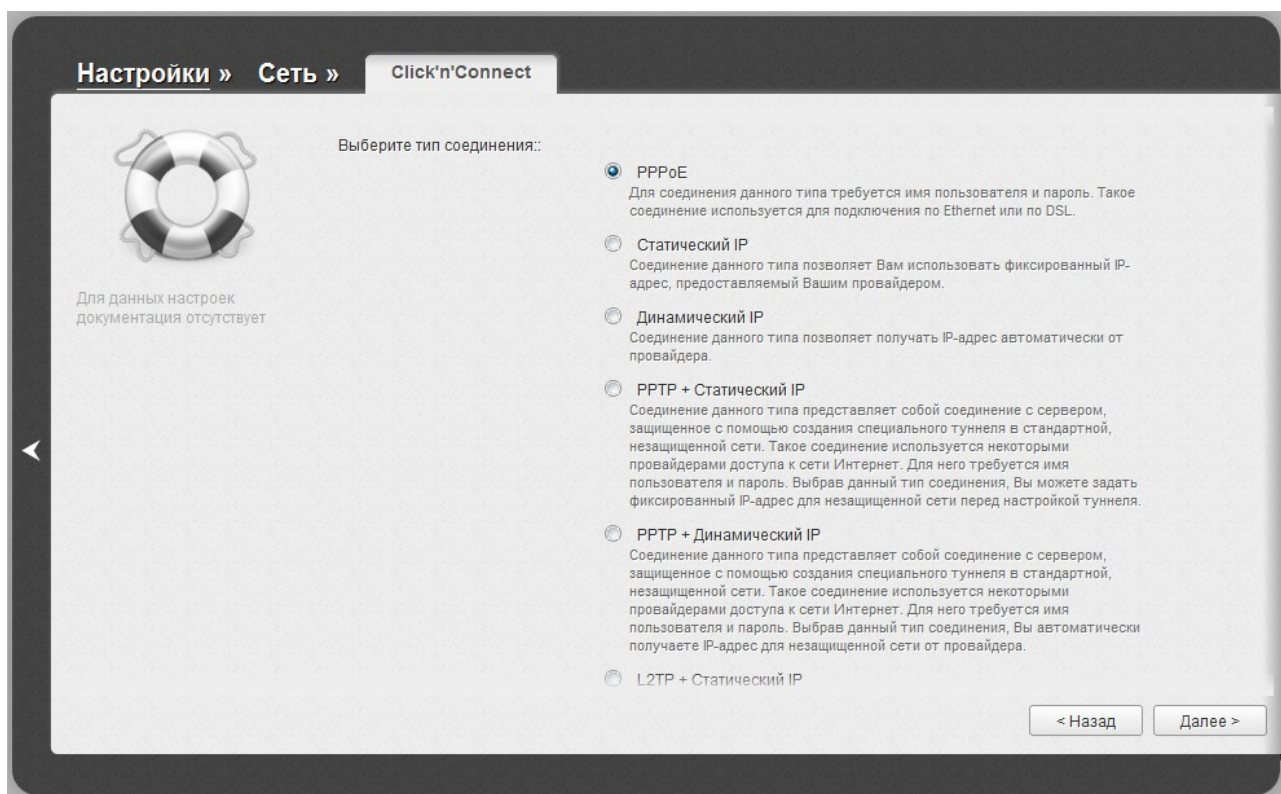 Настройки » Сеть » Click'n'Connect
Выберите тип соединения::
Для данных настроек
документация отсутствует
PPPoE
Для соединения данного типа требуется имя пользователя и пароль. Такое
соединение используется для подключения по Ethernet или по DSL.
Статический IP
Соединение данного типа позволяет Вам использовать фиксированный IP-
адрес, предоставляемый Вашим провайдером.
Динамический IP
Соединение данного типа позволяет получать IP-адрес автоматически от
провайдера.
PPTP + Статический IP
Соединение данного типа представляет собой соединение с сервером,
защищенное с помощью создания специального туннеля в стандартной,
незащищенной сети. Такое соединение используется некоторыми
провайдерами доступа к сети Интернет. Для него требуется имя
пользователя и пароль. Выбрав данный тип соединения, Вы можете задать
фиксированный IP-адрес для незащищенной сети перед настройкой туннеля.
PPTP + Динамический IP
Соединение данного типа представляет собой соединение с сервером,
защищенное с помощью создания специального туннеля в стандартной,
незащищенной сети. Такое соединение используется некоторыми
провайдерами доступа к сети Интернет. Для него требуется имя
пользователя и пароль. Выбрав данный тип соединения, Вы автоматически
получаете IP-адрес для незащищенной сети от провайдера.
L2TP + Статический IP
< Назад
Далее >